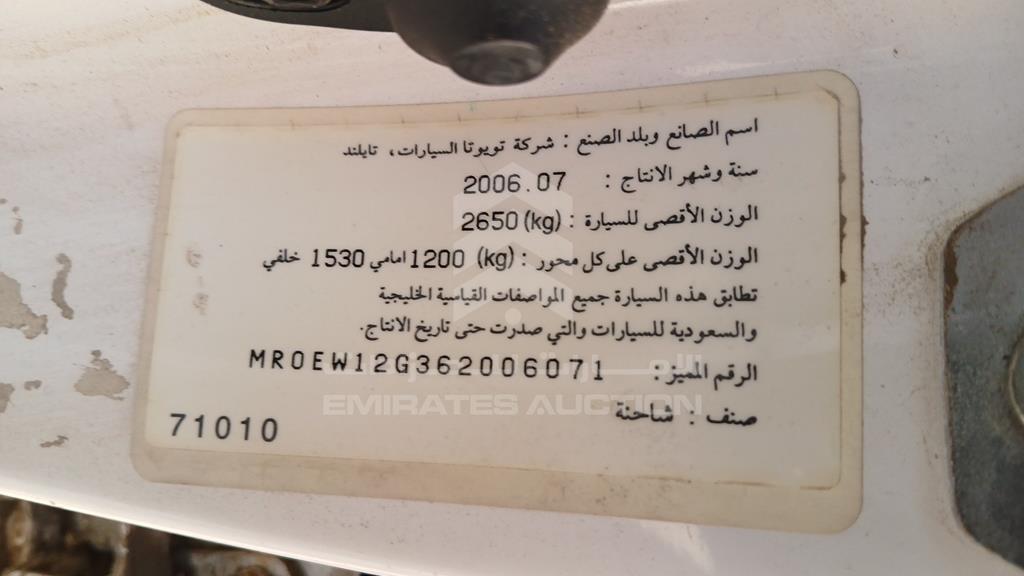 اسم الصانع وبلد الصنع : شركة تويوتا السيارات، تايلند
سنة وشهر الانتاج : 2006.07
الوزن الأقصى للسيارة : 2650 (kg)
الوزن الأقصى على كل محور : (kg) 1200 امامي 1530 خلفي
تطابق هذه السيارة جميع المواصفات القياسية الخليجية
والسعودية للسيارات والتي صدرت حتى تاريخ الانتاج.
الرقم المميز : MR0EW12G362006071
صنف : شاحنة
71010
EMIRATES AUCTION